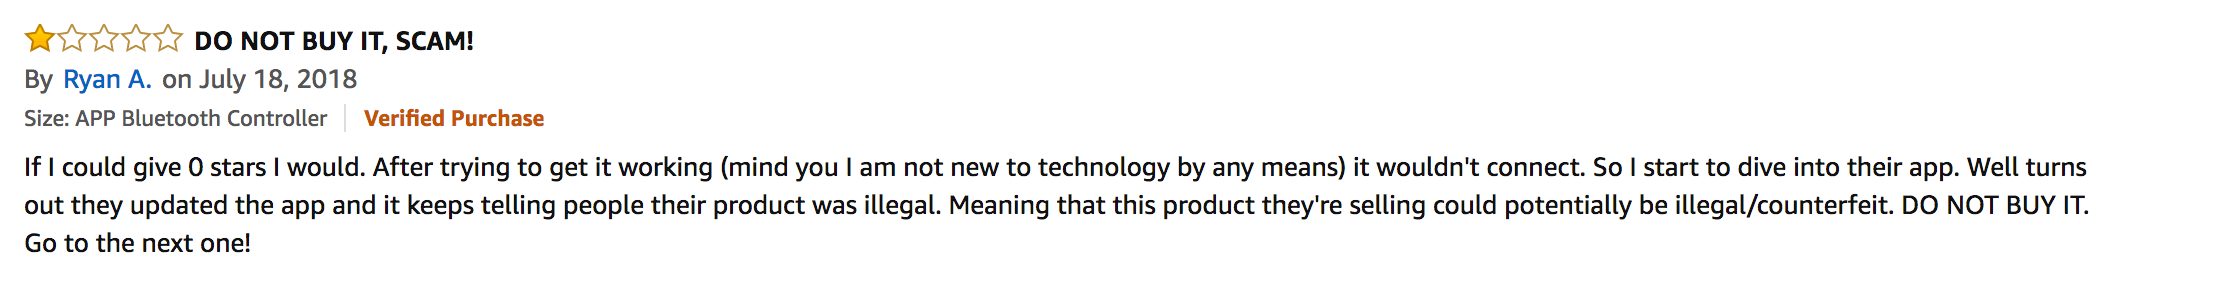 DO NOT BUY IT, SCAM!
By Ryan A. on July 18, 2018
Size: APP Bluetooth Controller Verified Purchase
If I could give 0 stars I would. After trying to get it working (mind you I am not new to technology by any means) it wouldn't connect. So I start to dive into their app. Well turns
out they updated the app and it keeps telling people their product was illegal. Meaning that this product they're selling could potentially be illegal/counterfeit. DO NOT BUY IT.
Go to the next one!